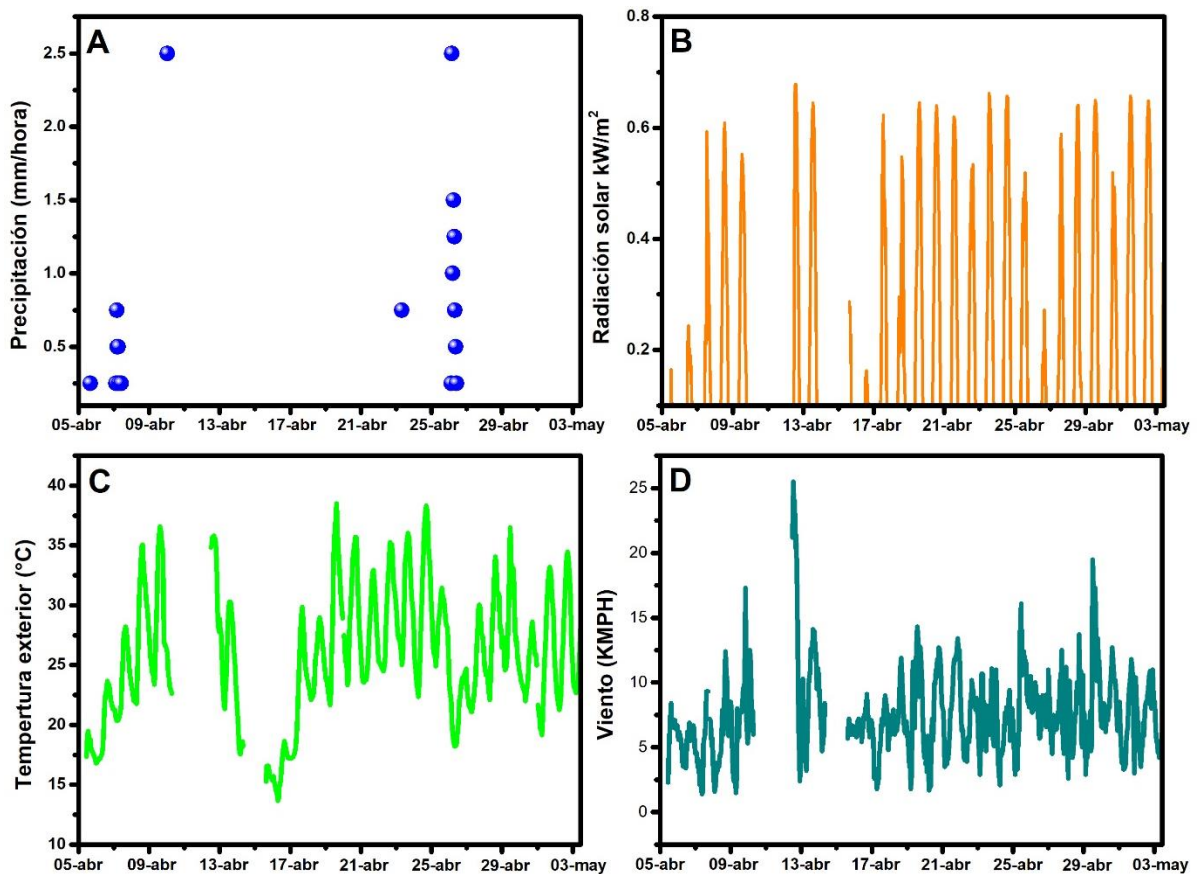 A
Precipitación (mm/hora)
2.5
2.0
1.5
1.0
0.5
05-abr 09-abr 13-abr 17-abr 21-abr 25-abr 29-abr 03-may
B
Radiación solar kW/m²
0.8
0.6
0.4
0.2
05-abr 09-abr 13-abr 17-abr 21-abr 25-abr 29-abr 03-may
C
Tempertura exterior (°C)
40
35
30
25
20
15
10
05-abr 09-abr 13-abr 17-abr 21-abr 25-abr 29-abr 03-may
D
Viento (KMPH)
25
20
15
10
5
0
05-abr 09-abr 13-abr 17-abr 21-abr 25-abr 29-abr 03-may